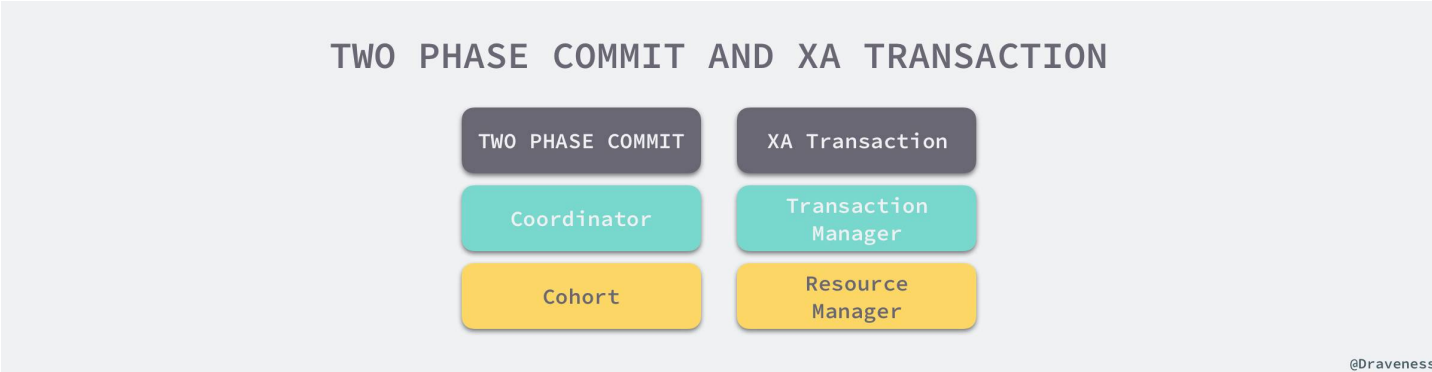 TWO PHASE COMMIT AND XA TRANSACTION
TWO PHASE COMMIT
XA Transaction
Coordinator
Transaction
Manager
Cohort
Resource
Manager
@Draveness